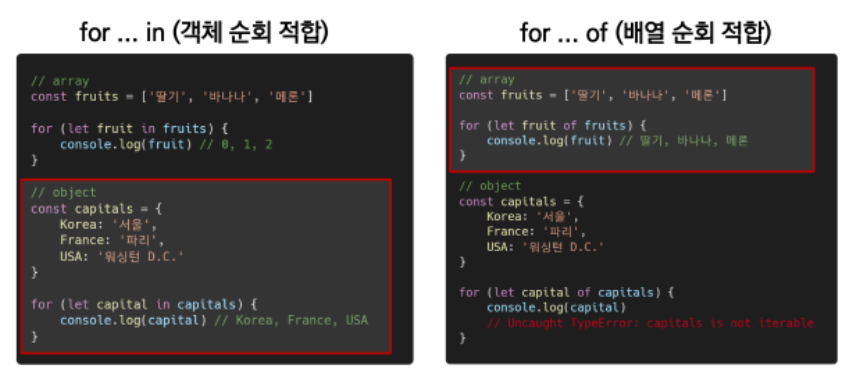 for ... in (객체 순회 적합)
// array
const fruits = ['딸기', '바나나', '메론']
for (let fruit in fruits) {
console.log(fruit) // 0, 1, 2
}
// object
const capitals = {
Korea: '서울',
France: '파리',
USA: '워싱턴 D.C.'
}
for (let capital in capitals) {
console.log(capital) // Korea, France, USA
}
for ... of (배열 순회 적합)
// array
const fruits = ['딸기', '바나나', '메론']
for (let fruit of fruits) {
console.log(fruit) // 딸기, 바나나, 메론
}
// object
const capitals = {
Korea: '서울',
France: '파리',
USA: '워싱턴 D.C.'
}
for (let capital of capitals) {
console.log(capital)
// Uncaught TypeError: capitals is not iterable
}